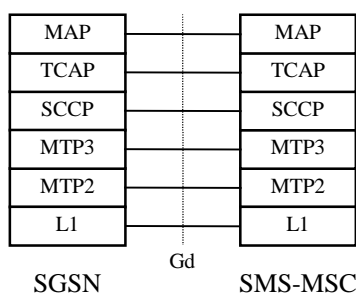 MAP MAP
TCAP TCAP
SCCP SCCP
MTP3 MTP3
MTP2 MTP2
L1 L1
Gd
SGSN SMS-MSC